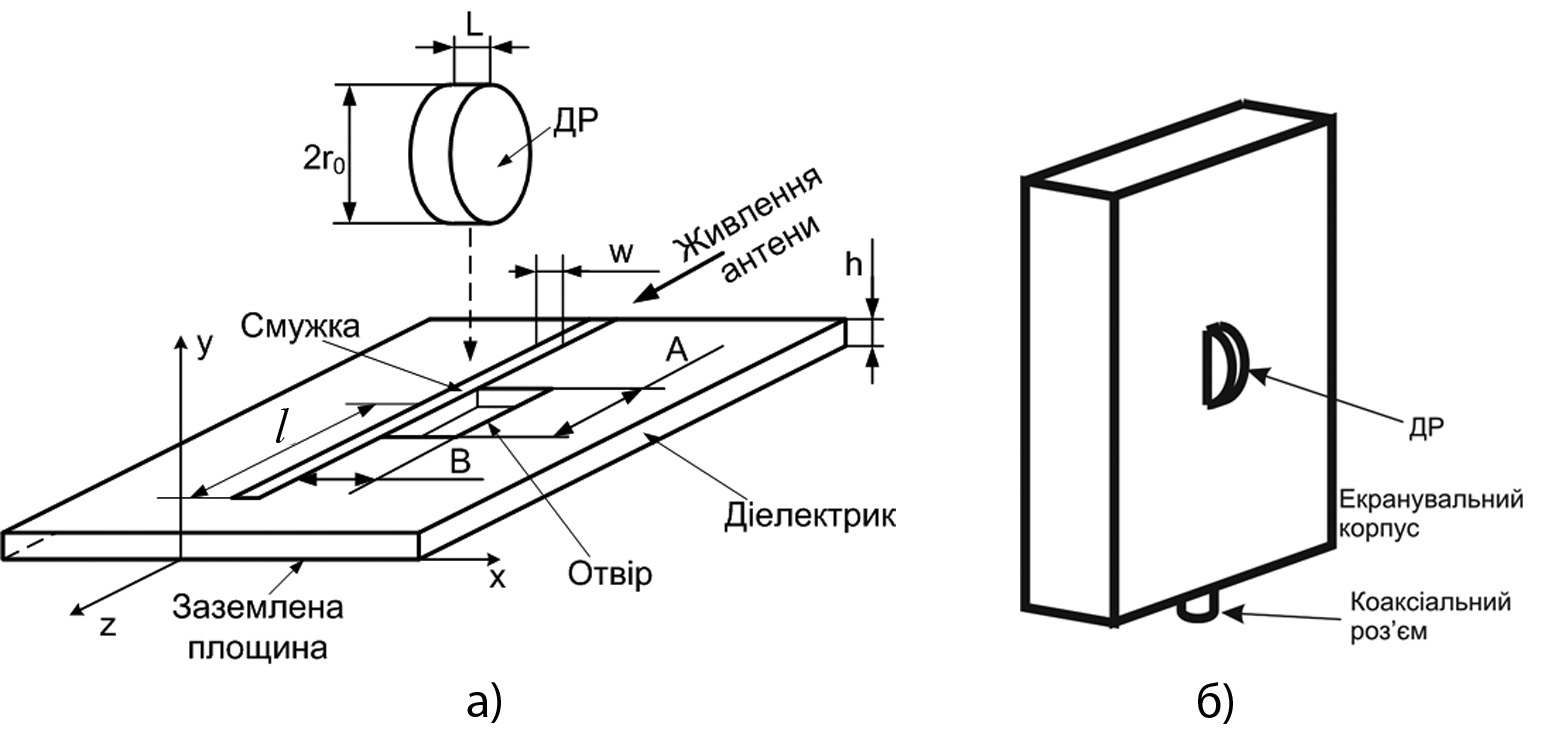 L
ДР
2r₀
Живлення
антени
w
h
Смужка
y
A
l
B
Діелектрик
x
Отвір
Заземлена
площина
z
а)
ДР
Екранувальний
корпус
Коаксіальний
роз’єм
б)